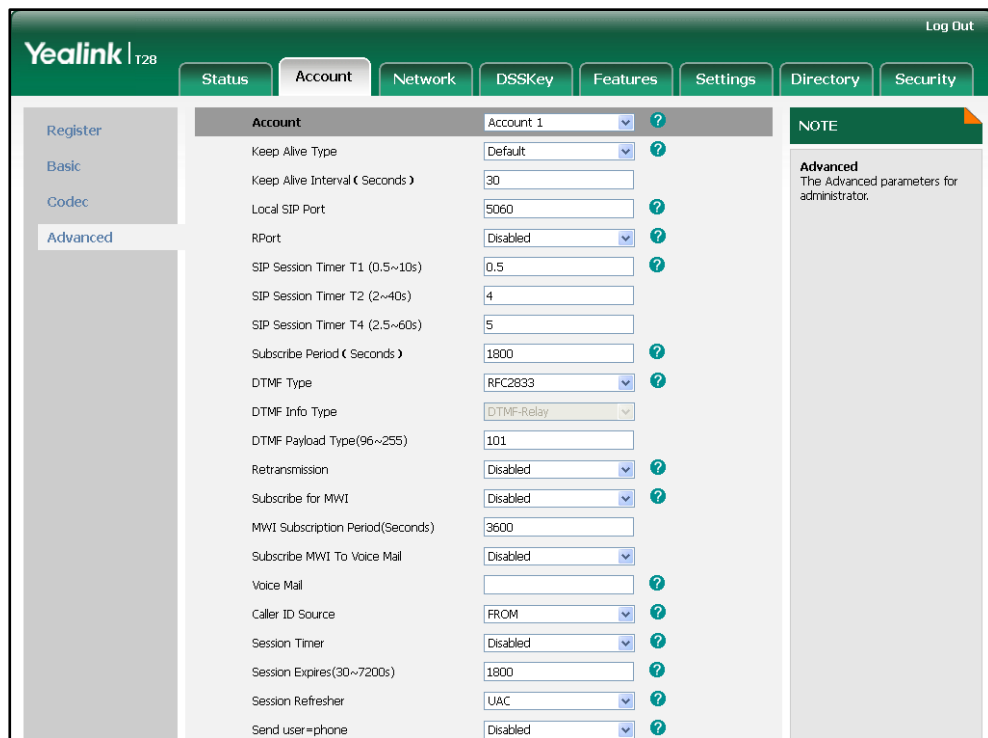 Log Out
Yealink | T28
Status Account Network DSSKey Features Settings Directory Security
Register
Basic
Codec
Advanced
Account Account 1 ?
Keep Alive Type Default ?
Keep Alive Interval ( Seconds ) 30
Local SIP Port 5060 ?
RPort Disabled ?
SIP Session Timer T1 (0.5~10s) 0.5 ?
SIP Session Timer T2 (2~40s) 4
SIP Session Timer T4 (2.5~60s) 5
Subscribe Period ( Seconds ) 1800 ?
DTMF Type RFC2833 ?
DTMF Info Type DTMF-Relay
DTMF Payload Type(96~255) 101
Retransmission Disabled ?
Subscribe for MWI Disabled ?
MWI Subscription Period(Seconds) 3600
Subscribe MWI To Voice Mail Disabled
Voice Mail ?
Caller ID Source FROM ?
Session Timer Disabled ?
Session Expires(30~7200s) 1800 ?
Session Refresher UAC ?
Send user=phone Disabled ?
NOTE
Advanced
The Advanced parameters for
administrator.